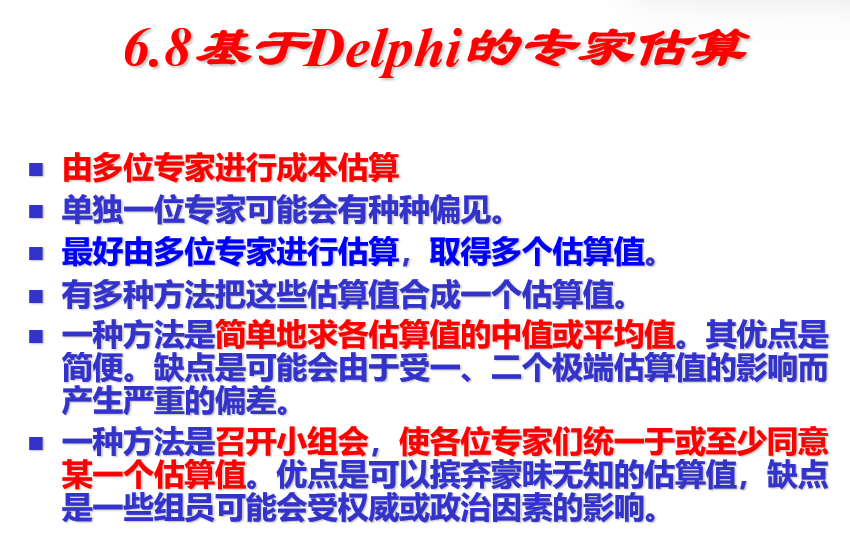 6.8基于Delphi的专家估算
由多位专家进行成本估算
单独一位专家可能会有种种偏见。
最好由多位专家进行估算，取得多个估算值。
有多种方法把这些估算值合成一个估算值。
一种方法是简单地求各估算值的中值或平均值。其优点是
简便。缺点是可能会由于受一、二个极端估算值的影响而
产生严重的偏差。
一种方法是召开小组会，使各位专家们统一于或至少同意
某一个估算值。优点是可以摈弃蒙昧无知的估算值，缺点
是一些组员可能会受权威或政治因素的影响。